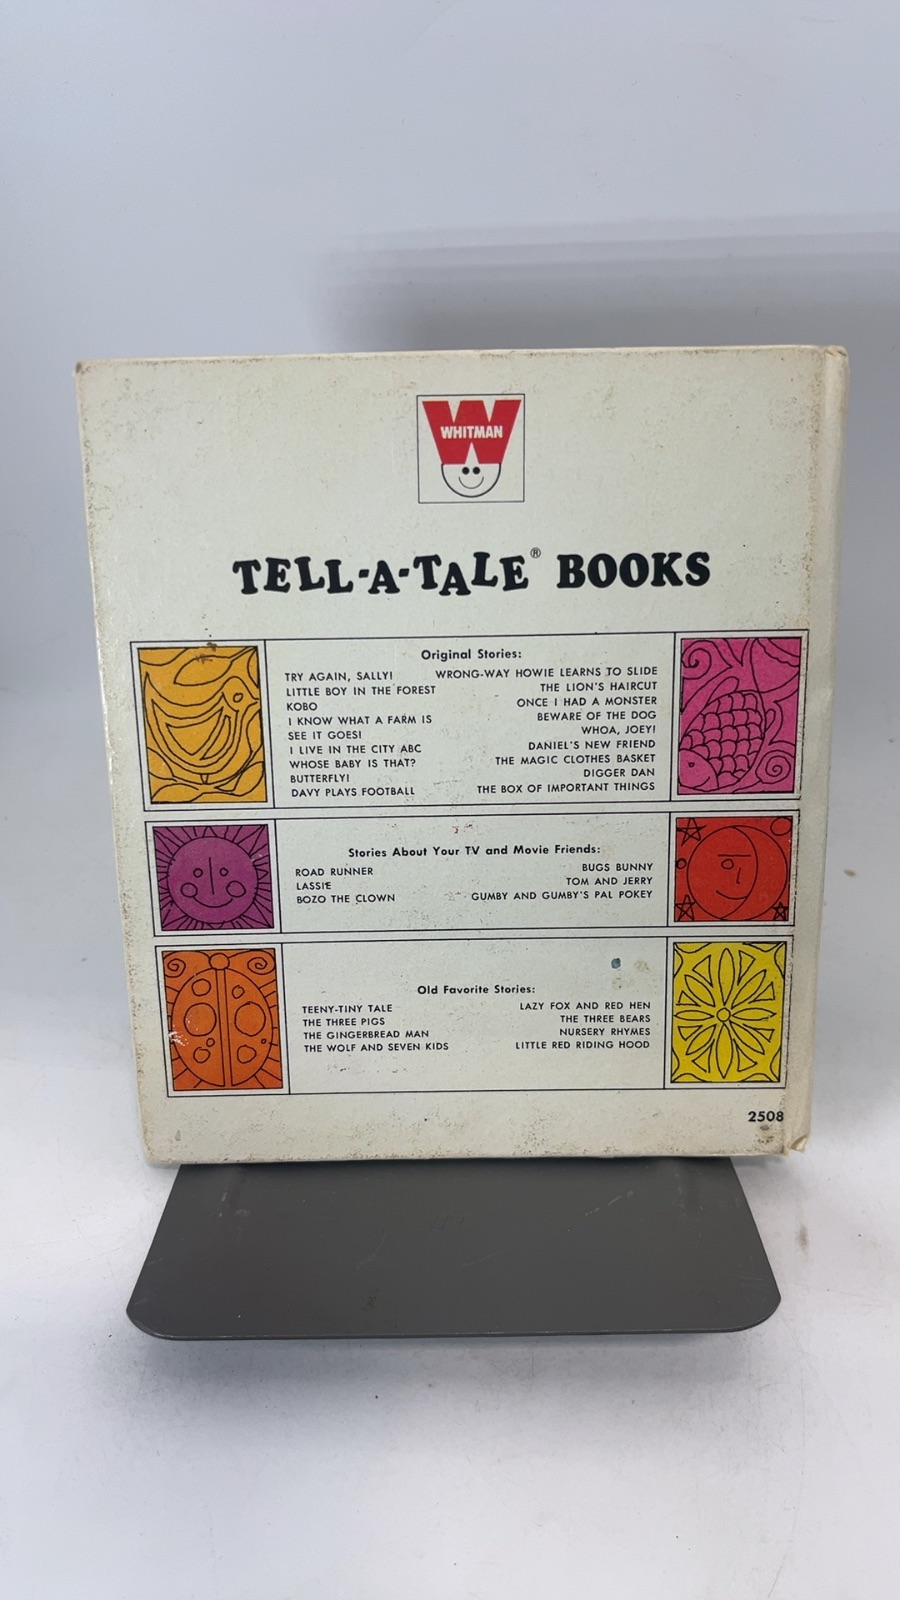 WHITMAN
TELL-A-TALE® BOOKS
Original Stories:
TRY AGAIN, SALLY!
LITTLE BOY IN THE FOREST
KOBO
I KNOW WHAT A FARM IS
SEE IT GOES!
I LIVE IN THE CITY ABC
WHOSE BABY IS THAT?
BUTTERFLY!
DAVY PLAYS FOOTBALL
WRONG-WAY HOWIE LEARNS TO SLIDE
THE LION'S HAIRCUT
ONCE I HAD A MONSTER
BEWARE OF THE DOG
WHOA, JOEY!
DANIEL'S NEW FRIEND
THE MAGIC CLOTHES BASKET
DIGGER DAN
THE BOX OF IMPORTANT THINGS
Stories About Your TV and Movie Friends:
ROAD RUNNER
LASSIE
BOZO THE CLOWN
BUGS BUNNY
TOM AND JERRY
GUMBY AND GUMBY'S PAL POKEY
Old Favorite Stories:
TEENY-TINY TALE
THE THREE PIGS
THE GINGERBREAD MAN
THE WOLF AND SEVEN KIDS
LAZY FOX AND RED HEN
THE THREE BEARS
NURSERY RHYMES
LITTLE RED RIDING HOOD
2508